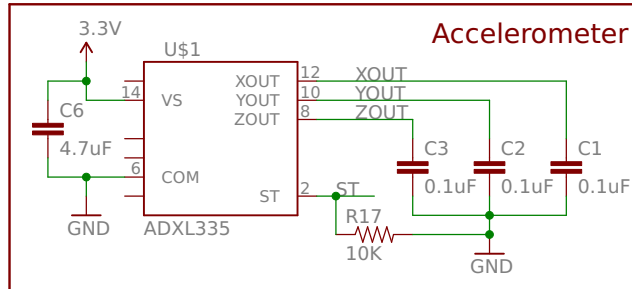 Accelerometer
3.3V
U$1
XOUT 12 XOUT
14 VS YOUT 10 YOUT
ZOUT 8 ZOUT
C6
4.7uF
C3 C2 C1
0.1uF 0.1uF 0.1uF
6 COM
ST 2 ST
GND ADXL335
R17
10K
GND